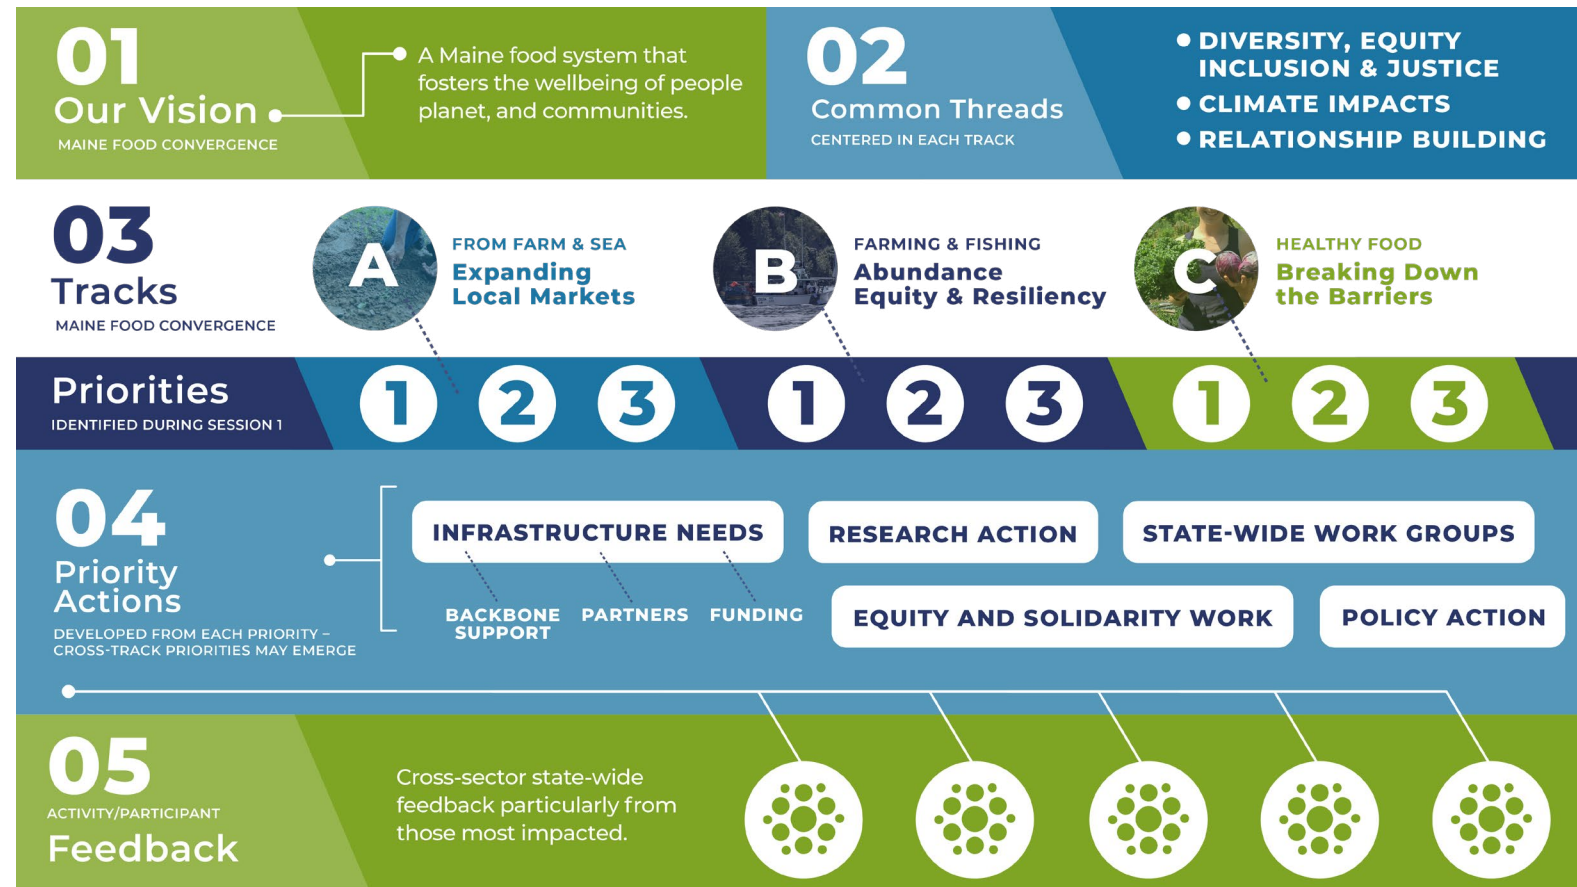 01
Our Vision
MAINE FOOD CONVERGENCE
A Maine food system that
fosters the wellbeing of people
planet, and communities.
02
Common Threads
CENTERED IN EACH TRACK
DIVERSITY, EQUITY
INCLUSION & JUSTICE
CLIMATE IMPACTS
RELATIONSHIP BUILDING
03
Tracks
MAINE FOOD CONVERGENCE
A
FROM FARM & SEA
Expanding
Local Markets
B
FARMING & FISHING
Abundance
Equity & Resiliency
C
HEALTHY FOOD
Breaking Down
the Barriers
Priorities
IDENTIFIED DURING SESSION 1
1 2 3
1 2 3
1 2 3
04
Priority
Actions
DEVELOPED FROM EACH PRIORITY –
CROSS-TRACK PRIORITIES MAY EMERGE
INFRASTRUCTURE NEEDS
BACKBONE
SUPPORT
PARTNERS
FUNDING
RESEARCH ACTION
STATE-WIDE WORK GROUPS
EQUITY AND SOLIDARITY WORK
POLICY ACTION
05
ACTIVITY/PARTICIPANT
Feedback
Cross-sector state-wide
feedback particularly from
those most impacted.